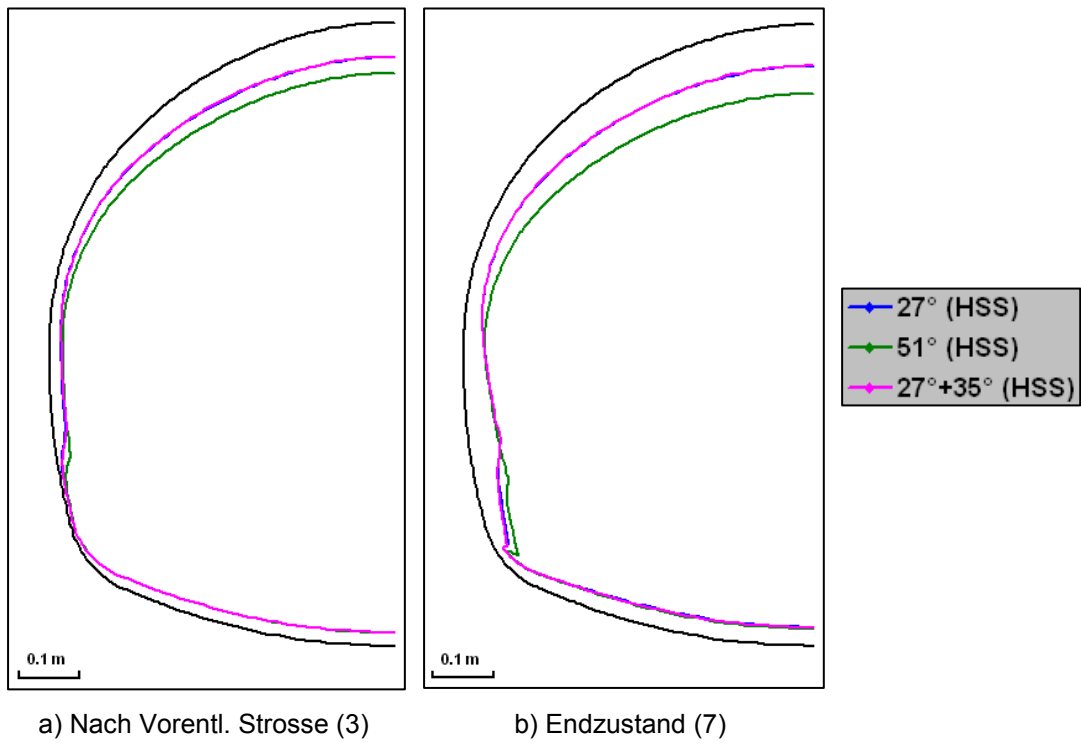 0.1 m
0.1 m
27° (HSS)
51° (HSS)
27°+35° (HSS)
a) Nach Vorentl. Strosse (3)
b) Endzustand (7)